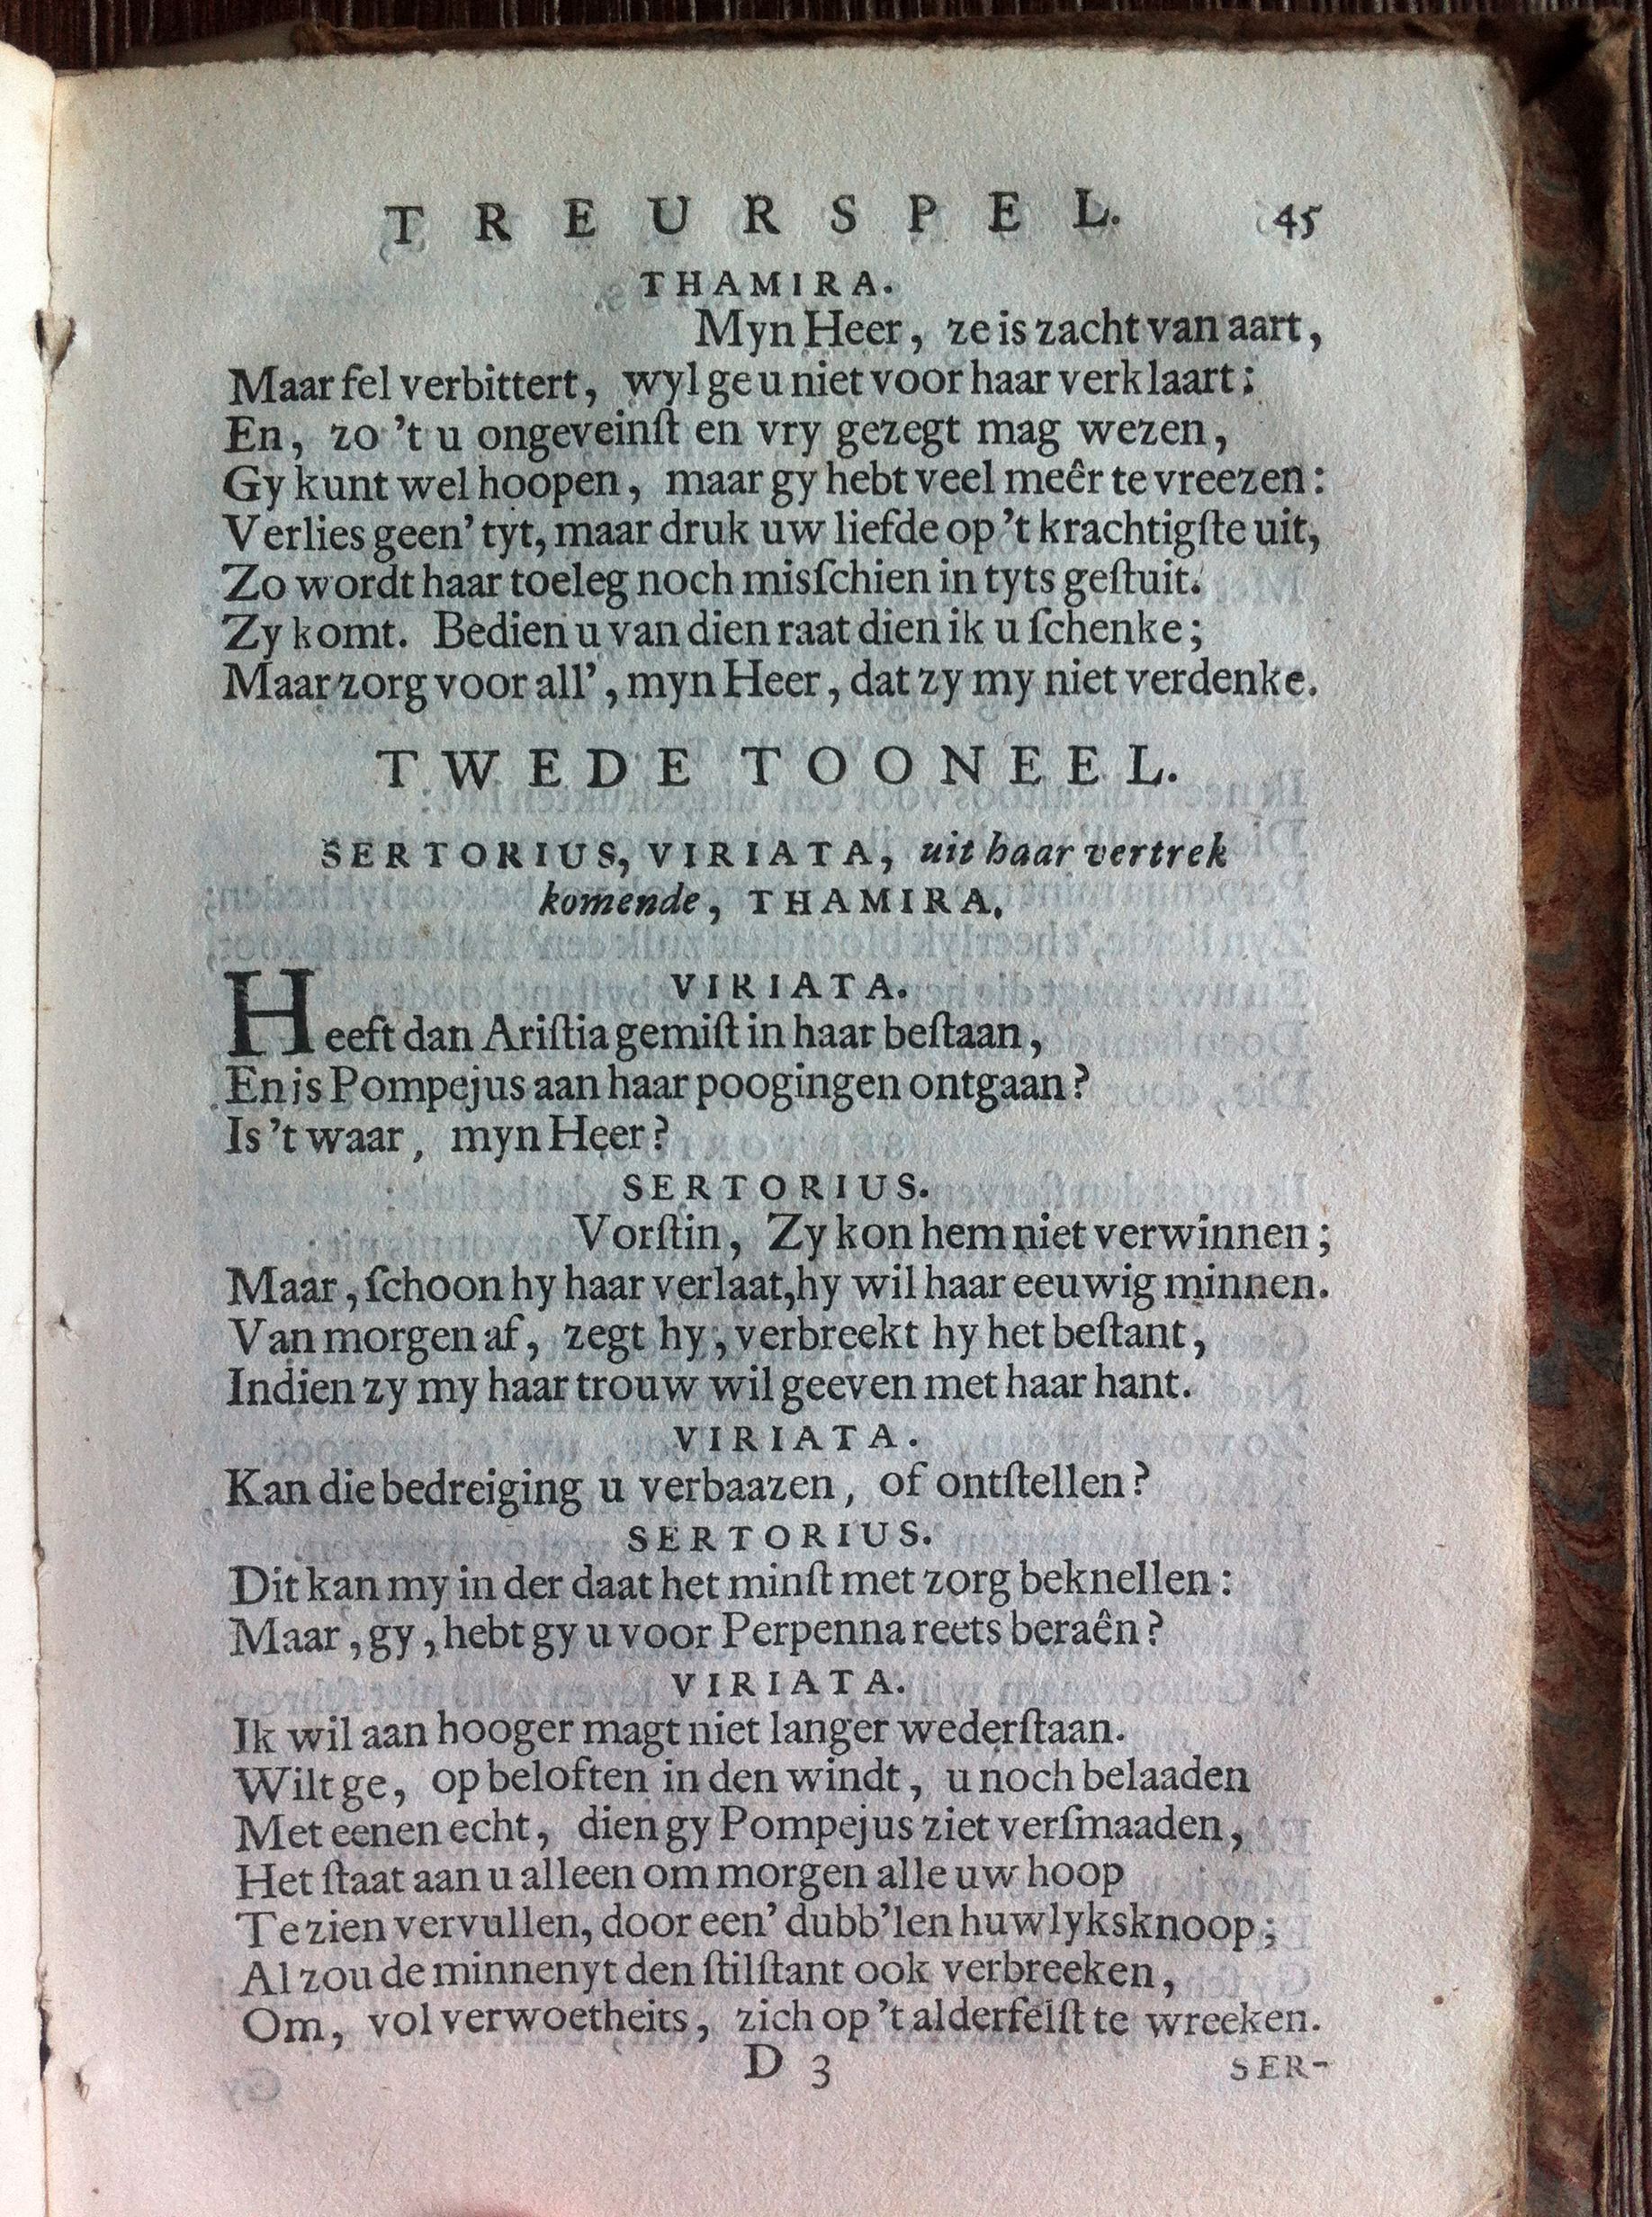 TREURSPEL. 45
THAMIRA.
Myn Heer, ze is zacht van aart,
Maar fel verbittert, wyl ge u niet voor haar verklaart;
En, zo 't u ongeveinſt en vry gezegt mag wezen,
Gy kunt wel hoopen, maar gy hebt veel meêr te vreezen:
Verlies geen' tyt, maar druk uw liefde op 't krachtigſte uit,
Zo wordt haar toeleg noch misſchien in tyts geſtuit.
Zy komt. Bedien u van dien raat dien ik u ſchenke;
Maar zorg voor all', myn Heer, dat zy my niet verdenke.
TWEDE TOONEEL.
SERTORIUS, VIRIATA, uit haar vertrek
komende, THAMIRA.
VIRIATA.
Heeft dan Ariſtia gemiſt in haar beſtaan,
En is Pompejus aan haar poogingen ontgaan?
Is 't waar, myn Heer?
SERTORIUS.
Vorſtin, Zy kon hem niet verwinnen;
Maar, ſchoon hy haar verlaat, hy wil haar eeuwig minnen.
Van morgen af, zegt hy, verbreekt hy het beſtant,
Indien zy my haar trouw wil geeven met haar hant.
VIRIATA.
Kan die bedreiging u verbaazen, of ontſtellen?
SERTORIUS.
Dit kan my in der daat het minſt met zorg beknellen:
Maar, gy, hebt gy u voor Perpenna reets beraên?
VIRIATA.
Ik wil aan hooger magt niet langer wederſtaan.
Wilt ge, op beloften in den windt, u noch belaaden
Met eenen echt, dien gy Pompejus ziet verſmaaden,
Het ſtaat aan u alleen om morgen alle uw hoop
Te zien vervullen, door een' dubb'len huwlyksknoop;
Al zou de minnenyt den ſtilſtant ook verbreeken,
Om, vol verwoetheits, zich op 't alderfelſt te wreeken.
D 3 SER-